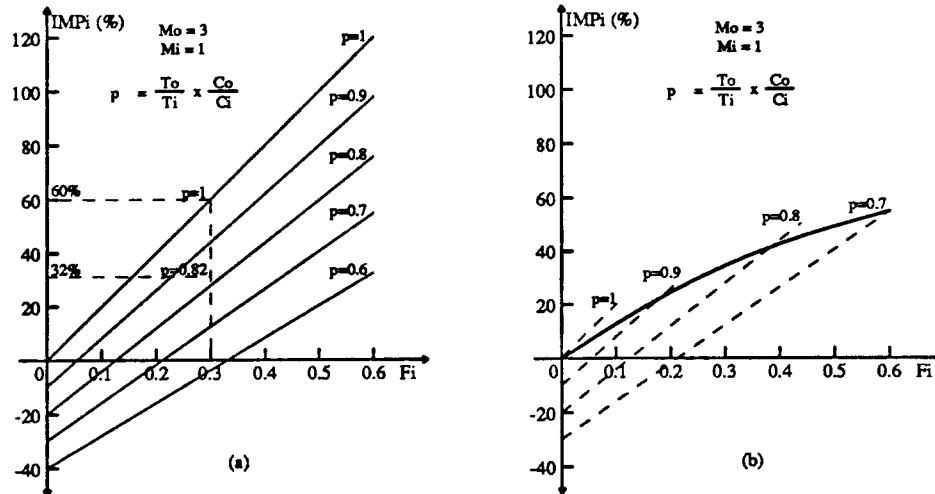 IMPi (%)
Mo = 3
Mi = 1
p = To/Ti x Co/Ci
120
100
80
60
40
20
0
-20
-40
60%
32%
p=1
p=0.9
p=0.8
p=0.7
p=0.6
p=1
p=0.82
0.1
0.2
0.3
0.4
0.5
0.6
Fi
(a)
IMPi (%)
Mo = 3
Mi = 1
p = To/Ti x Co/Ci
120
100
80
60
40
20
0
-20
-30
-40
p=1
p=0.9
p=0.8
p=0.7
0.1
0.2
0.3
0.4
0.5
0.6
Fi
(b)